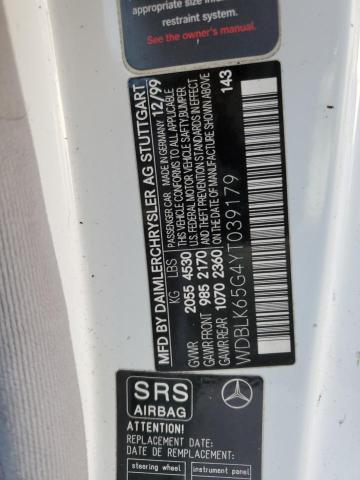 appropriate size in
restraint system.
See the owner's manual.
MFD BY DAIMLERCHRYSLER AG STUTTGART
PASSENGER CAR MADE IN GERMANY 12/99
KG LBS THIS VEHICLE CONFORMS TO ALL APPLICABLE
GVWR 2055 4530 U.S. FEDERAL MOTOR VEHICLE SAFETY BUMPER
GAWR FRONT 985 2170 AND THEFT PREVENTION STANDARDS IN EFFECT
GAWR REAR 1070 2360 ON THE DATE OF MANUFACTURE SHOWN ABOVE
WDBLK65G4YT039179 143
SRS
AIRBAG
ATTENTION!
REPLACEMENT DATE:
DATE DE REMPLACEMENT:
steering wheel
instrument panel